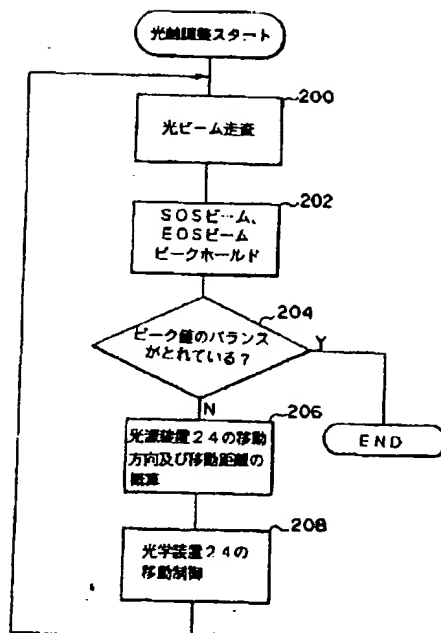 光軸調整スタート
200
光ビーム走査
202
SOSビーム、
EOSビーム
ピークホールド
204
ピーク値のバランス
がとれている?
Y
N
206
光源装置24の移動
方向及び移動距離の
概算
END
208
光学装置24の
移動制御